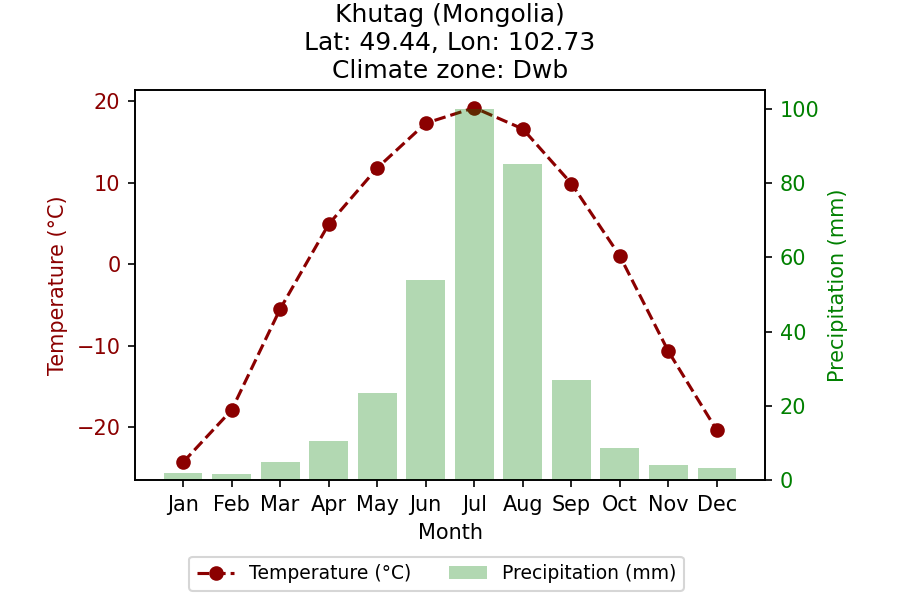 Khutag (Mongolia)
Lat: 49.44, Lon: 102.73
Climate zone: Dwb
20
10
0
−10
−20
Temperature (°C)
100
80
60
40
20
0
Precipitation (mm)
Jan Feb Mar Apr May Jun Jul Aug Sep Oct Nov Dec
Month
Temperature (°C) Precipitation (mm)